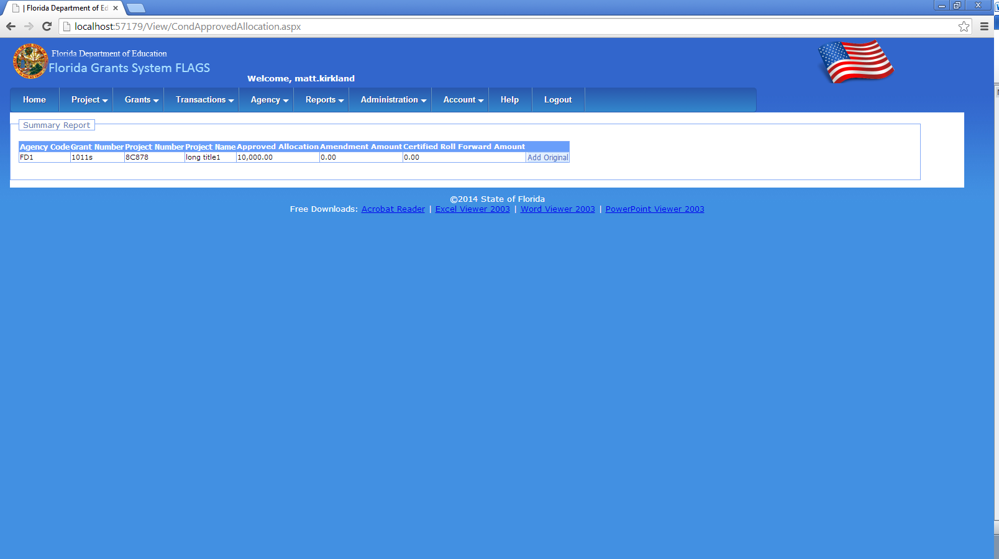 | Florida Department of Ed
localhost:57179/View/CondApprovedAllocation.aspx
Florida Department of Education
Florida Grants System FLAGS
Welcome, matt.kirkland
Home Project Grants Transactions Agency Reports Administration Account Help Logout
Summary Report
Agency Code Grant Number Project Number Project Name Approved Allocation Amendment Amount Certified Roll Forward Amount
FD1 1011s 8C878 long title1 10,000.00 0.00 0.00 Add Original
©2014 State of Florida
Free Downloads: Acrobat Reader | Excel Viewer 2003 | Word Viewer 2003 | PowerPoint Viewer 2003